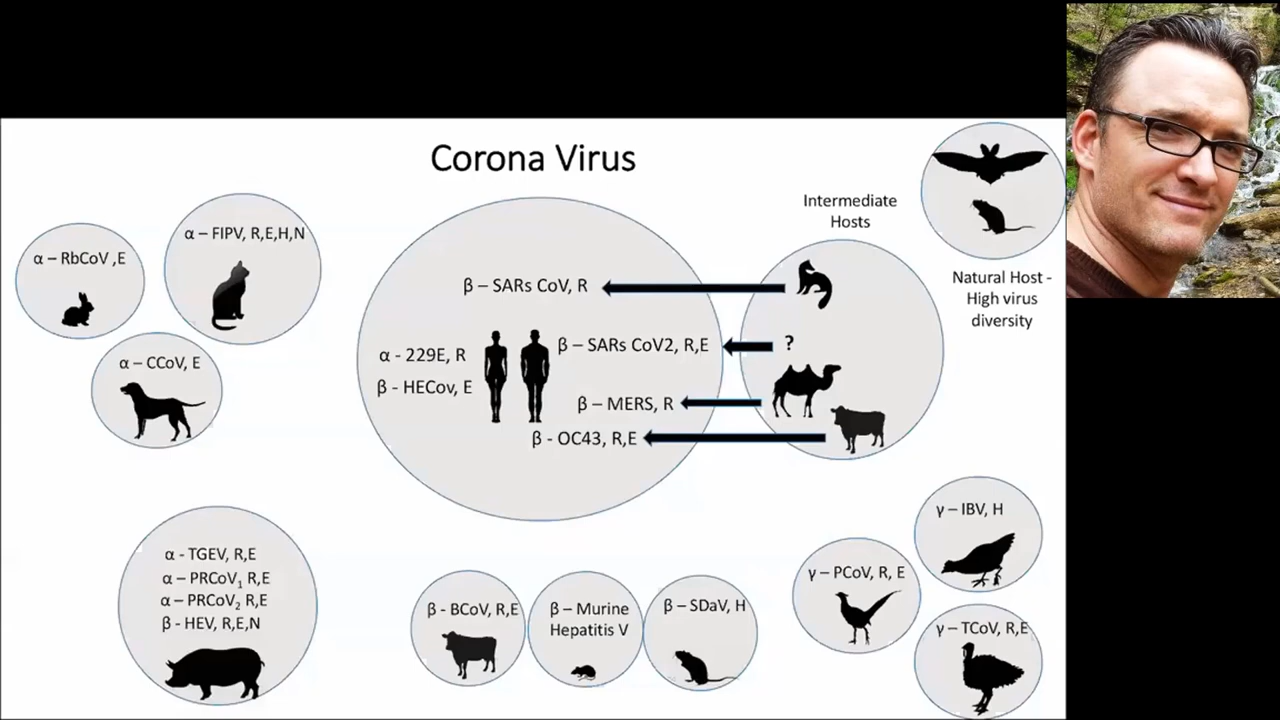 Corona Virus
α – RbCoV ,E
α – FIPV, R,E,H,N
α – CCoV, E
β – SARs CoV, R
α - 229E, R
β - HECov, E
β – SARs CoV2, R,E
β – MERS, R
β - OC43, R,E
Intermediate
Hosts
?
Natural Host -
High virus
diversity
α - TGEV, R,E
α – PRCoV₁ R,E
α – PRCoV₂ R,E
β - HEV, R,E,N
β - BCoV, R,E
β – Murine
Hepatitis V
β – SDaV, H
γ – PCoV, R, E
γ – IBV, H
γ – TCoV, R,E